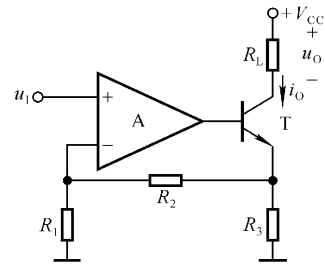 +V_CC
+
R_L
u_O
−
i_O
u_I
+
A
T
−
R_2
R_1
R_3